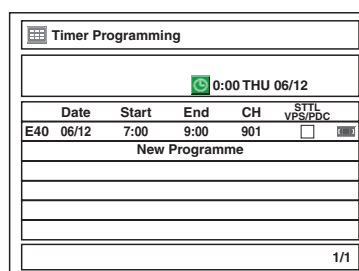 Timer Programming
0:00 THU 06/12
Date Start End CH STTL VPS/PDC
E40 06/12 7:00 9:00 901
New Programme
1/1